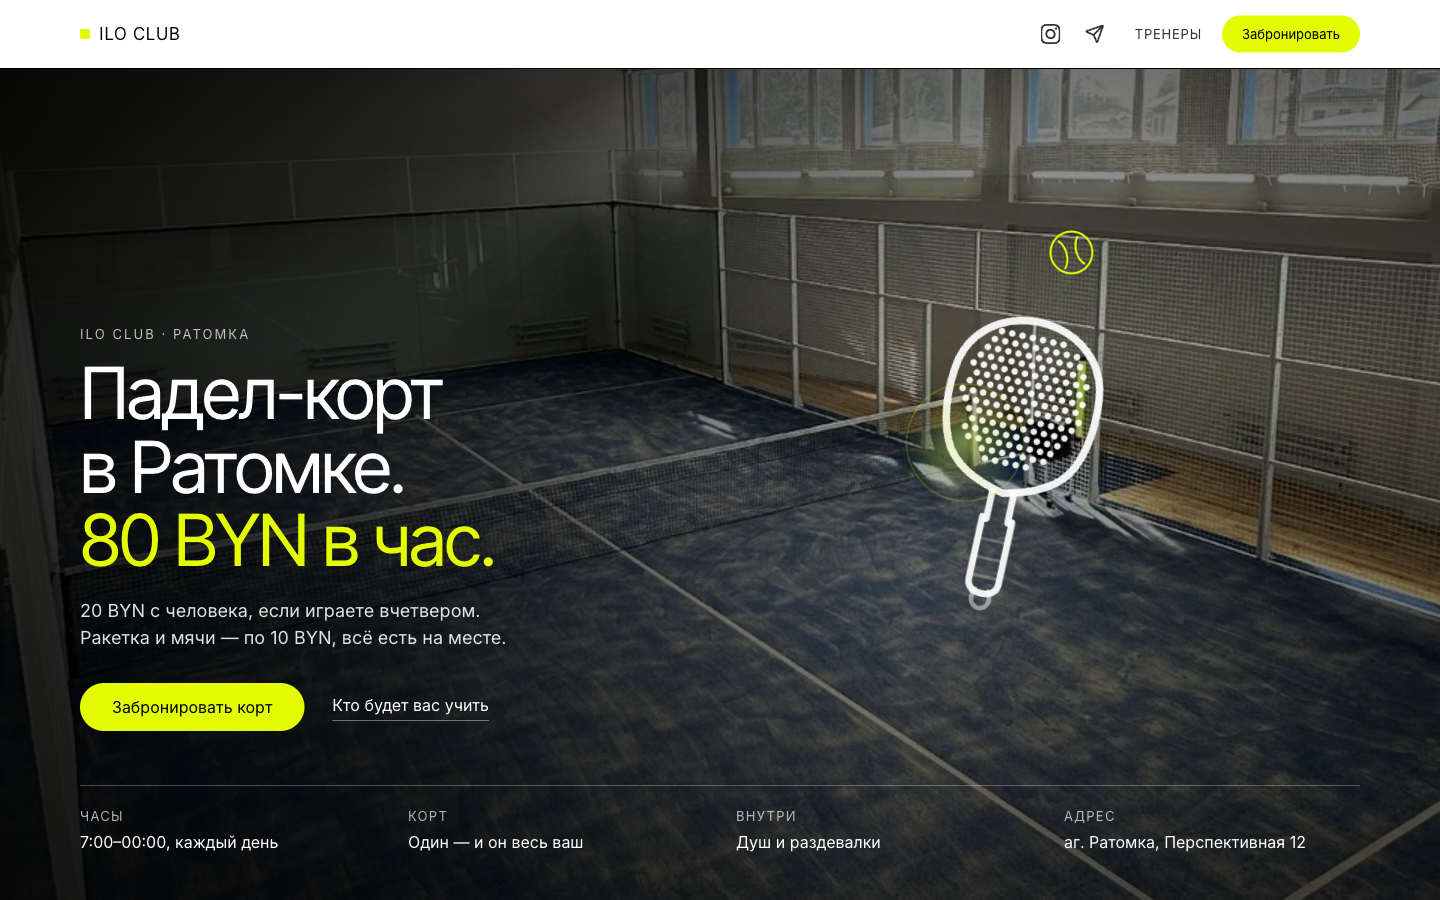 ILO CLUB
ТРЕНЕРЫ
Забронировать
ILO CLUB · РАТОМКА
Падел-корт
в Ратомке.
80 BYN в час.
20 BYN с человека, если играете вчетвером.
Ракетка и мячи — по 10 BYN, всё есть на месте.
Забронировать корт
Кто будет вас учить
ЧАСЫ
7:00–00:00, каждый день
КОРТ
Один — и он весь ваш
ВНУТРИ
Душ и раздевалки
АДРЕС
аг. Ратомка, Перспективная 12